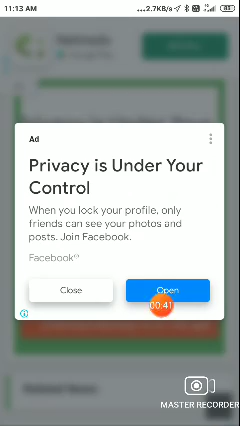 11:13 AM
...2.7KB/s
Ad
Privacy is Under Your
Control
When you lock your profile, only
friends can see your photos and
posts. Join Facebook.
Facebook
Close
Open
00:41
MASTER RECORDER